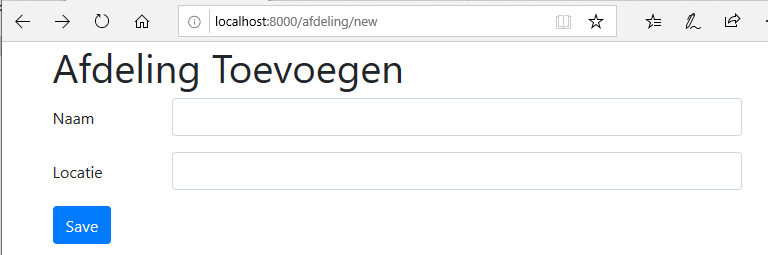 localhost:8000/afdeling/new
Afdeling Toevoegen
Naam
Locatie
Save